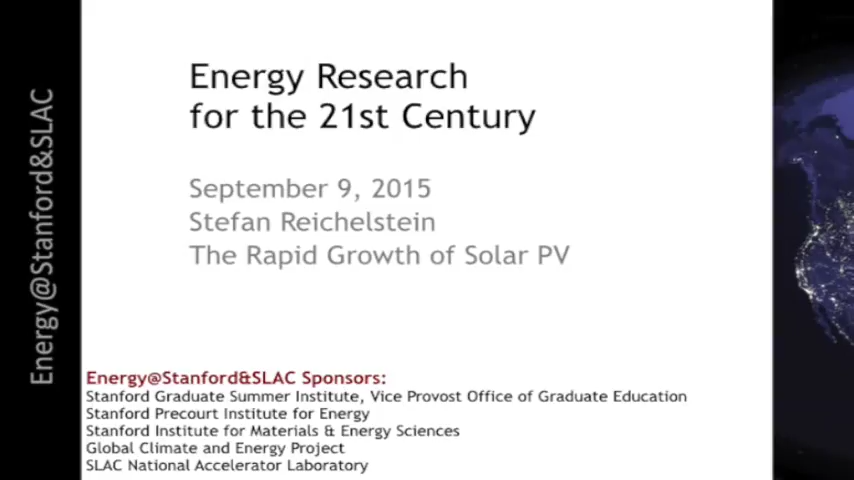 Energy@Stanford&SLAC
Energy Research
for the 21st Century
September 9, 2015
Stefan Reichelstein
The Rapid Growth of Solar PV
Energy@Stanford&SLAC Sponsors:
Stanford Graduate Summer Institute, Vice Provost Office of Graduate Education
Stanford Precourt Institute for Energy
Stanford Institute for Materials & Energy Sciences
Global Climate and Energy Project
SLAC National Accelerator Laboratory